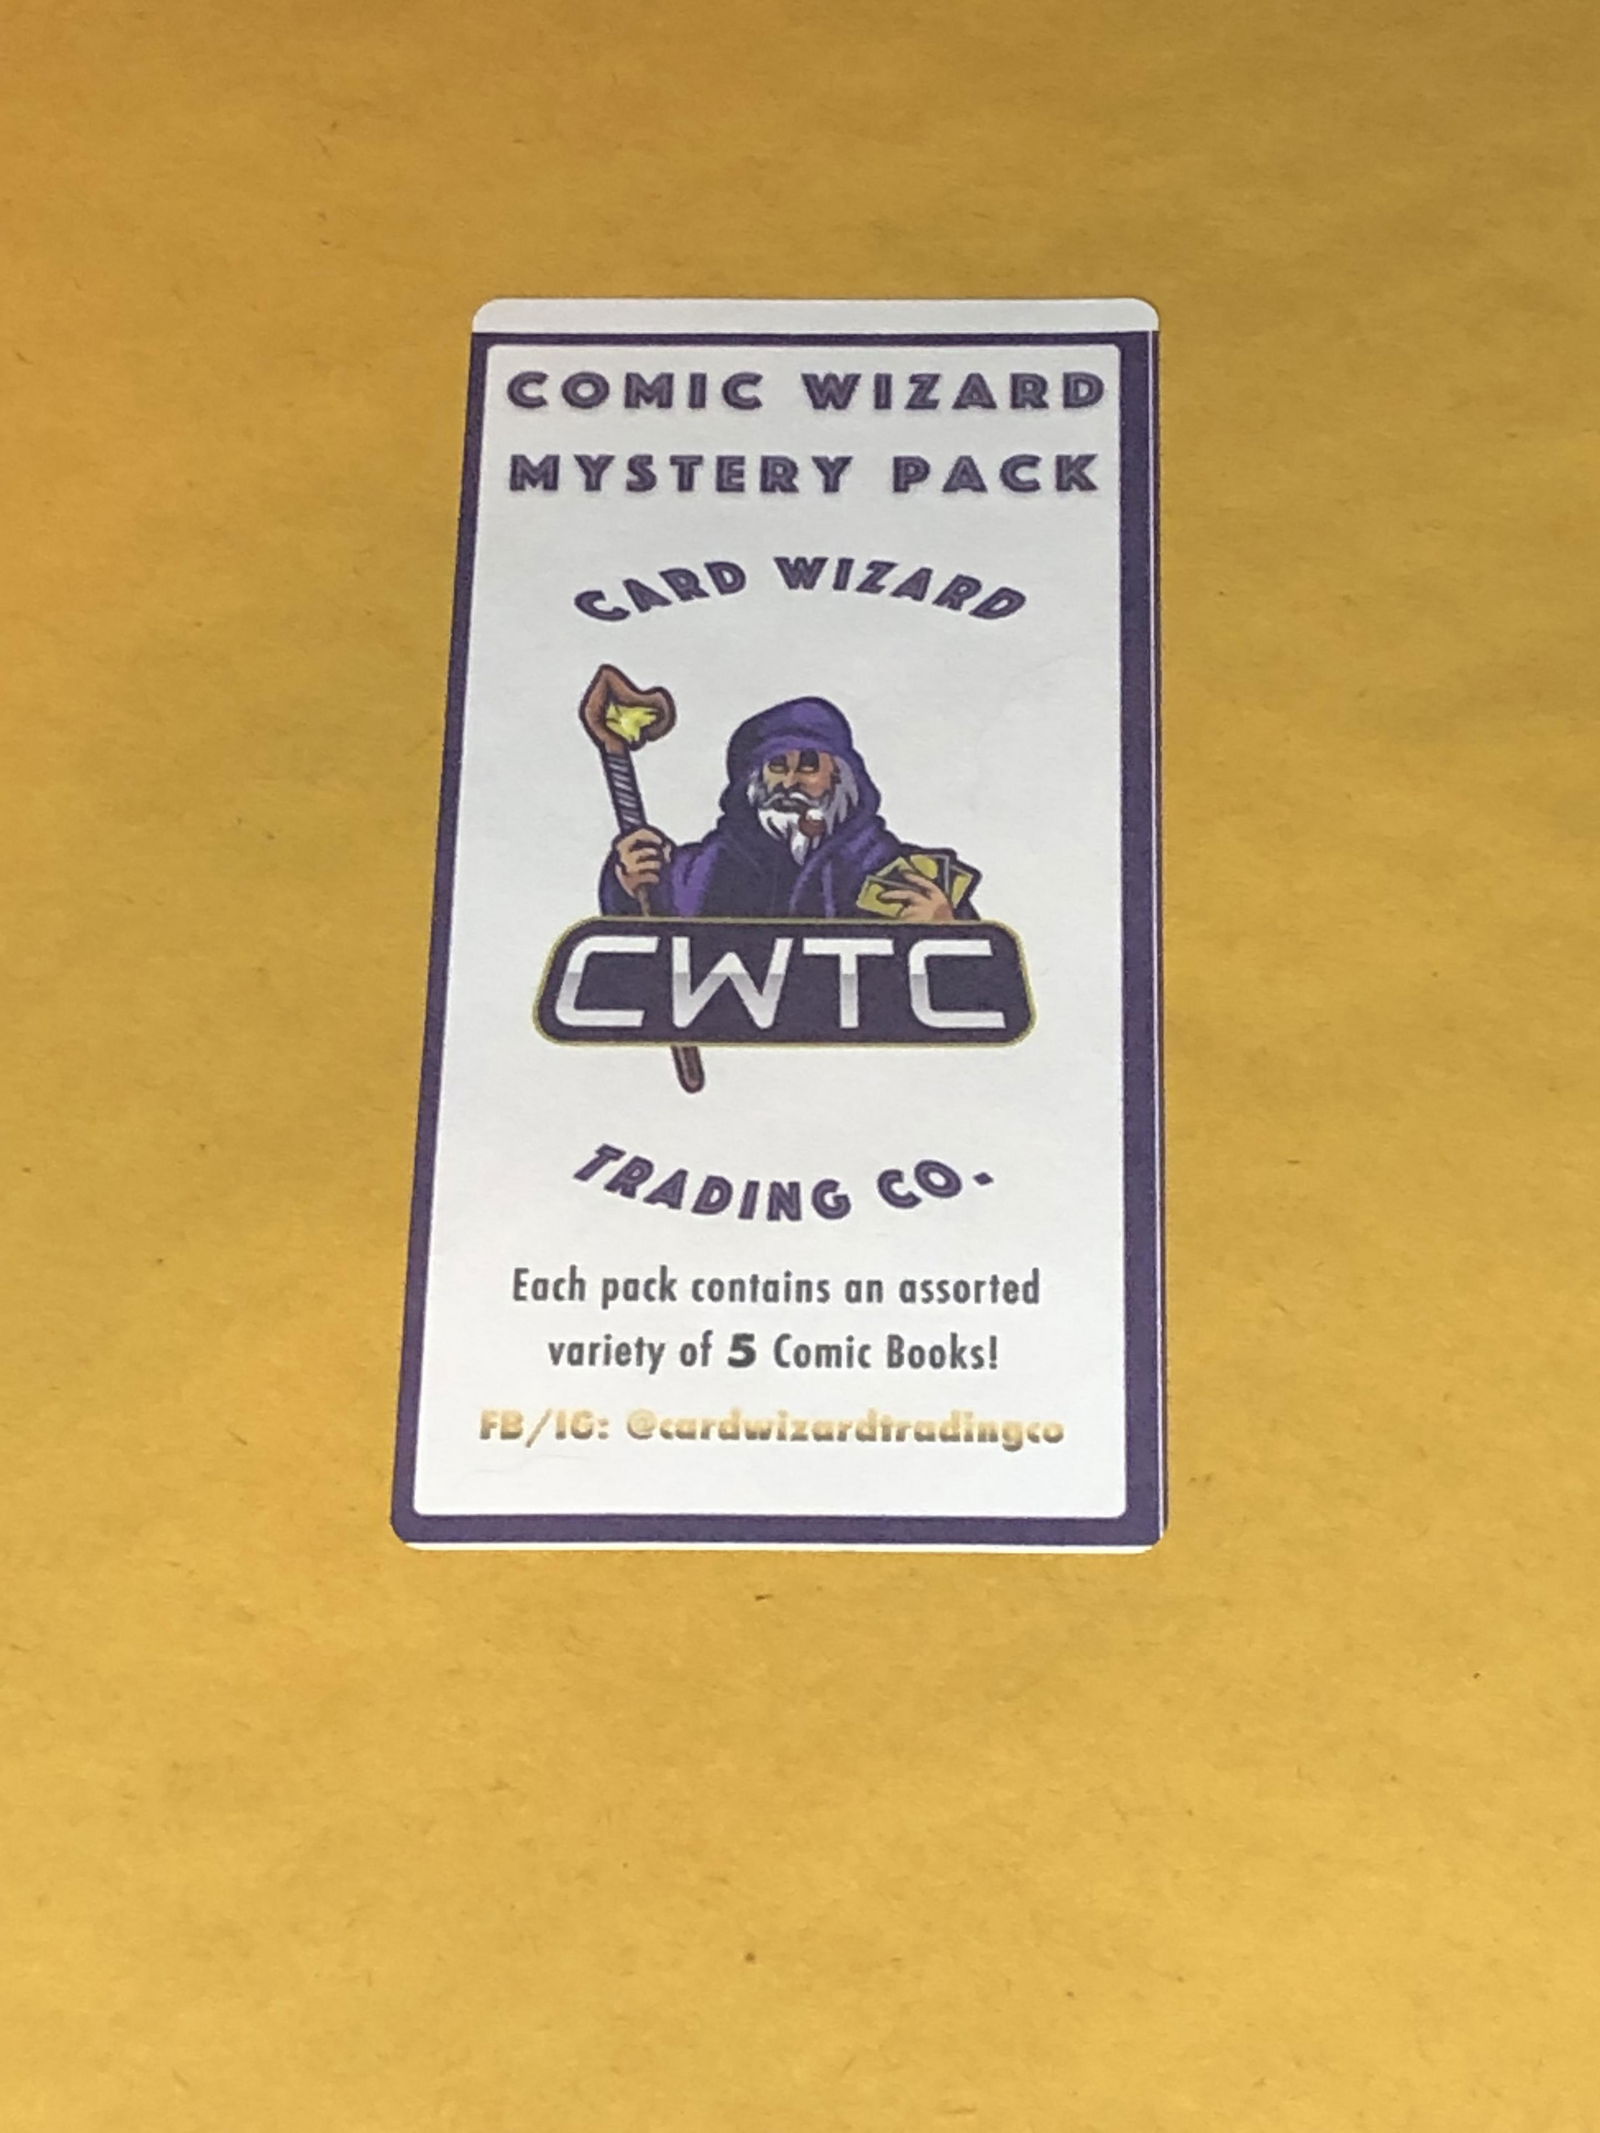 COMIC WIZARD
MYSTERY PACK
CARD WIZARD
CWTC
TRADING CO.
Each pack contains an assorted
variety of 5 Comic Books!
FB/IG: @cardwizardtradingco